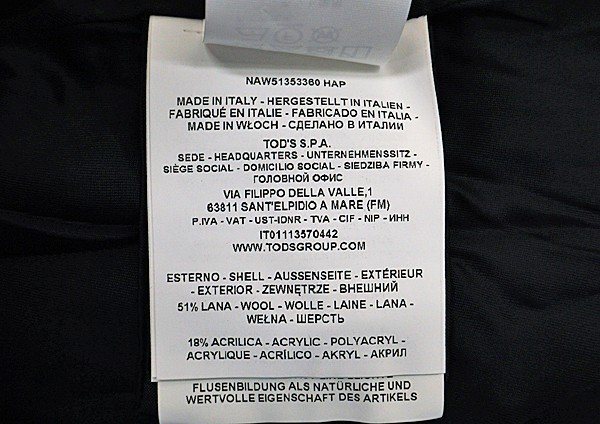 NAW51353360 HAP
MADE IN ITALY - HERGESTELLT IN ITALIEN -
FABRIQUÉ EN ITALIE - FABRICADO EN ITALIA -
MADE IN WŁOCH - СДЕЛАНО В ИТАЛИИ
TOD'S S.P.A.
SEDE - HEADQUARTERS - UNTERNEHMENSSITZ -
SIÈGE SOCIAL - DOMICILIO SOCIAL - SIEDZIBA FIRMY -
ГОЛОВНОЙ ОФИС
VIA FILIPPO DELLA VALLE,1
63811 SANT'ELPIDIO A MARE (FM)
P.IVA - VAT - UST-IDNR - TVA - CIF - NIP - ИНН
IT01113570442
WWW.TODSGROUP.COM
ESTERNO - SHELL - AUSSENSEITE - EXTÉRIEUR
- EXTERIOR - ZEWNĘTRZE - ВНЕШНИЙ
51% LANA - WOOL - WOLLE - LAINE - LANA -
WEŁNA - ШЕРСТЬ
18% ACRILICA - ACRYLIC - POLYACRYL -
ACRYLIQUE - ACRÍLICO - AKRYL - АКРИЛ
FLUSENBILDUNG ALS NATÜRLICHE UND
WERTVOLLE EIGENSCHAFT DES ARTIKELS